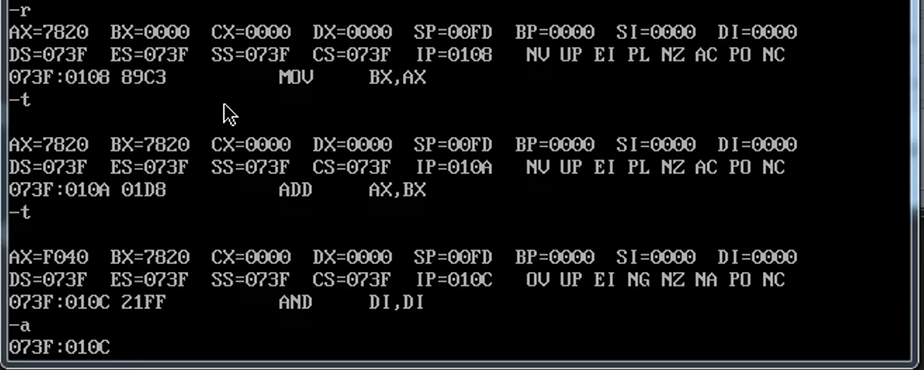 -r
AX=7820 BX=0000 CX=0000 DX=0000 SP=00FD BP=0000 SI=0000 DI=0000
DS=073F ES=073F SS=073F CS=073F IP=0108 NV UP EI PL NZ AC PO NC
073F:0108 89C3 MOV BX,AX
-t
AX=7820 BX=7820 CX=0000 DX=0000 SP=00FD BP=0000 SI=0000 DI=0000
DS=073F ES=073F SS=073F CS=073F IP=010A NV UP EI PL NZ AC PO NC
073F:010A 01D8 ADD AX,BX
-t
AX=F040 BX=7820 CX=0000 DX=0000 SP=00FD BP=0000 SI=0000 DI=0000
DS=073F ES=073F SS=073F CS=073F IP=010C OV UP EI NG NZ NA PO NC
073F:010C 21FF AND DI,DI
-a
073F:010C